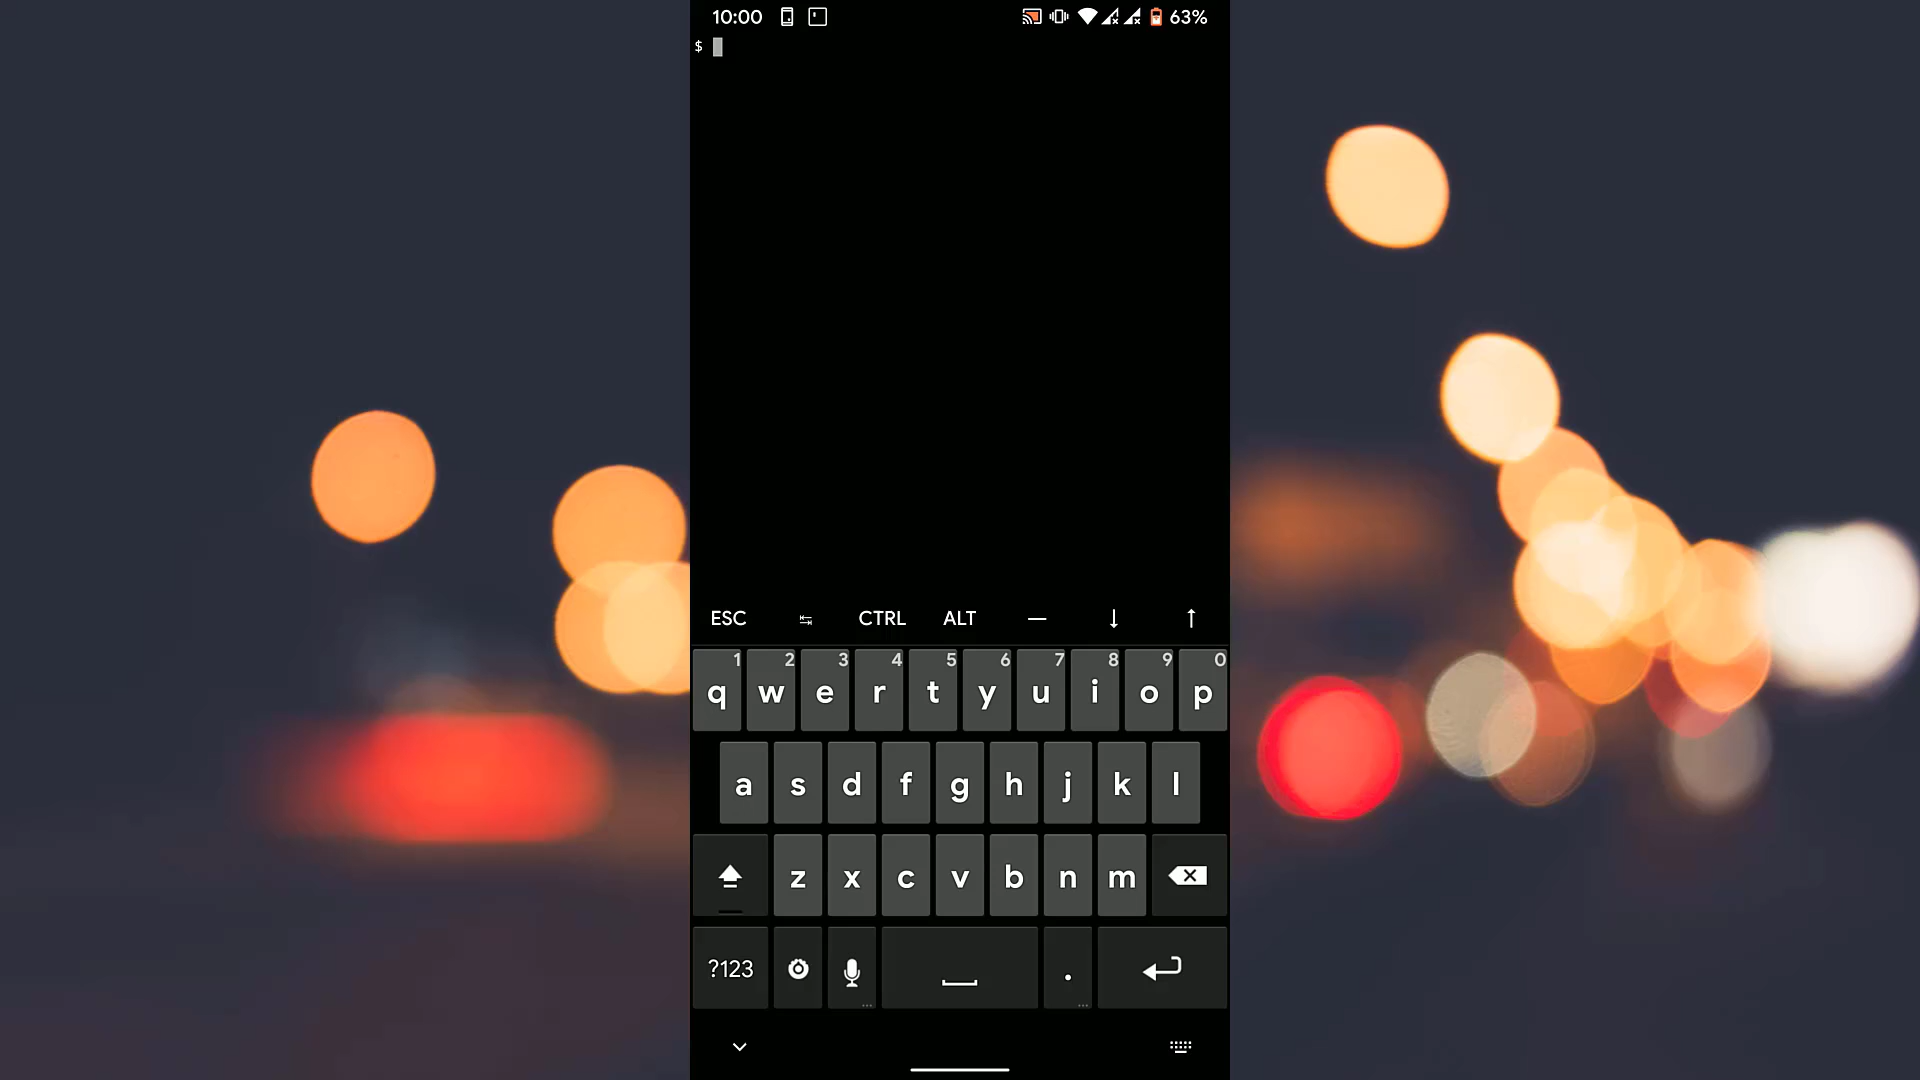 10:00 63%
$
ESC ⇆ CTRL ALT — ↓ ↑
1 2 3 4 5 6 7 8 9 0
q w e r t y u i o p
a s d f g h j k l
z x c v b n m
?123 .